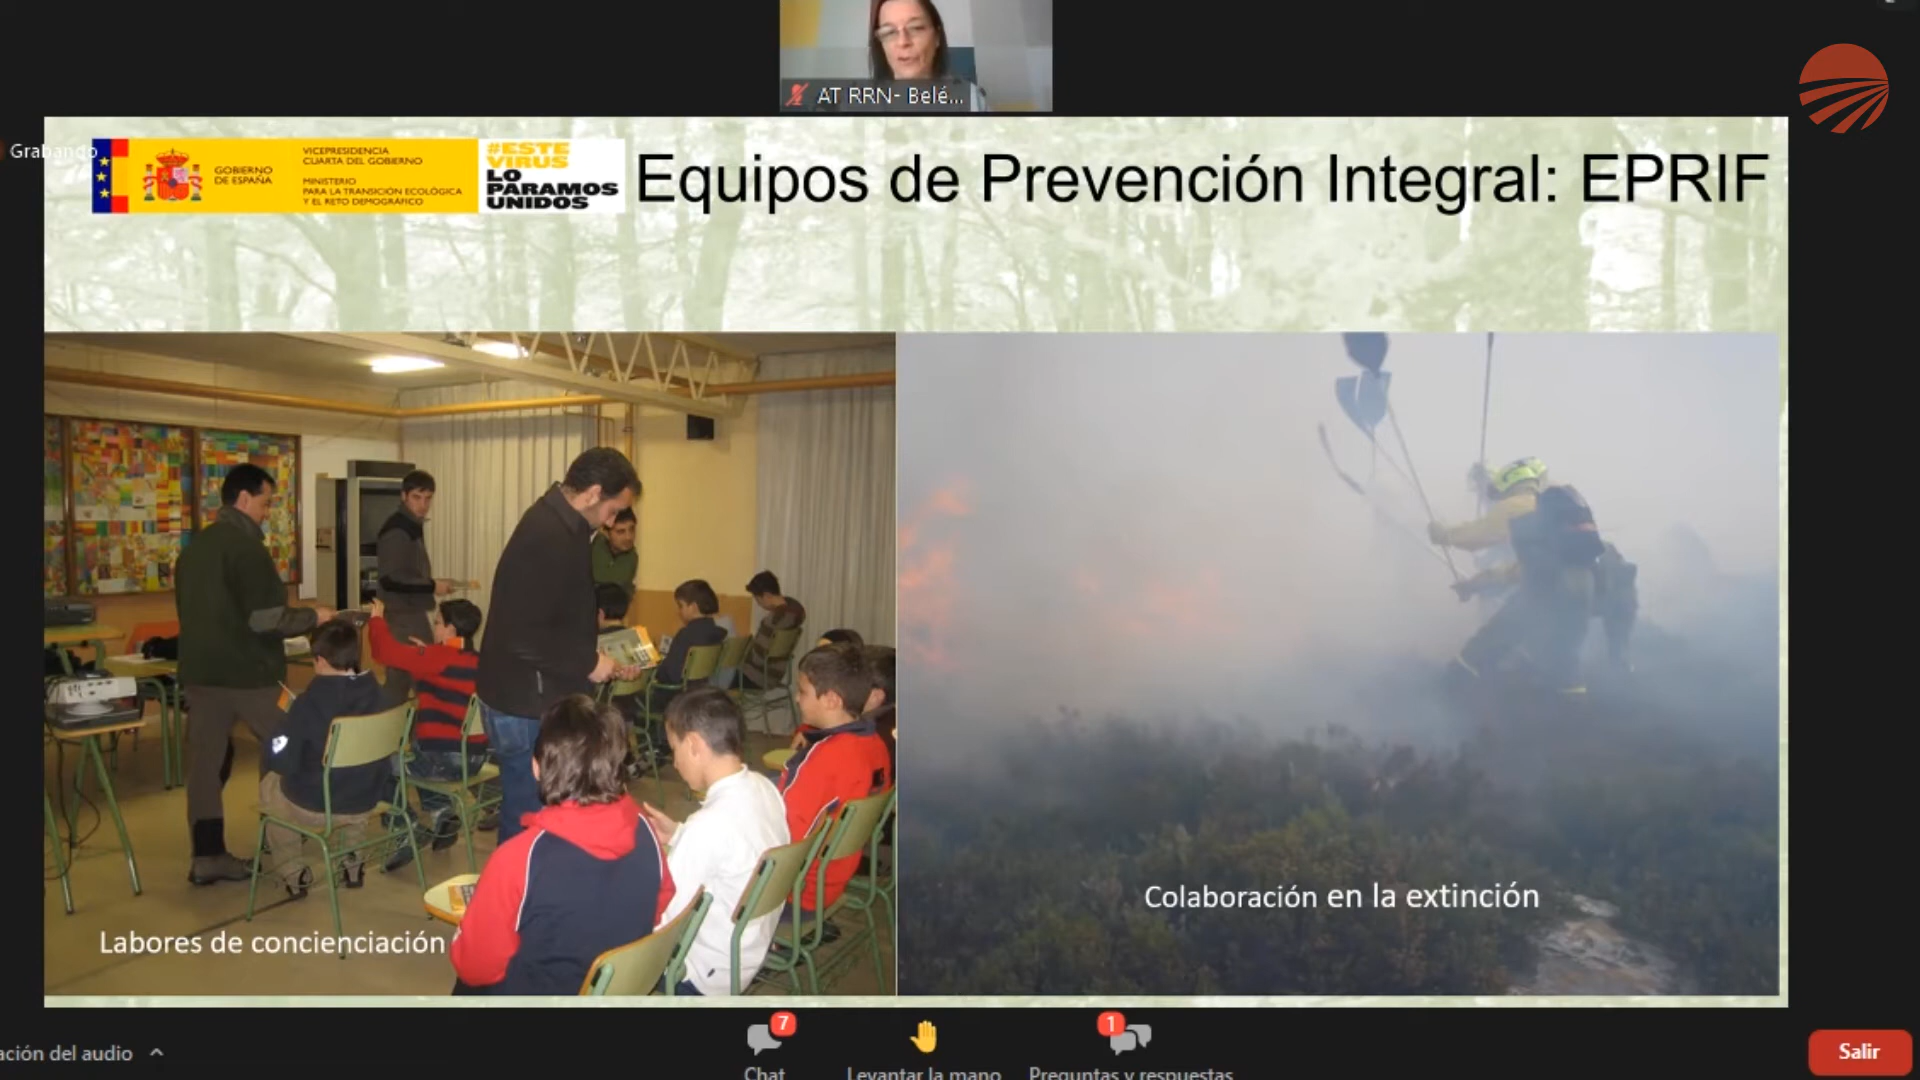 AT RRN- Belé...
Grabando
GOBIERNO
DE ESPAÑA
VICEPRESIDENCIA
CUARTA DEL GOBIERNO
MINISTERIO
PARA LA TRANSICIÓN ECOLÓGICA
Y EL RETO DEMOGRÁFICO
#ESTE
VIRUS
LO
PARAMOS
UNIDOS
Equipos de Prevención Integral: EPRIF
Labores de concienciación
Colaboración en la extinción
ación del audio
7
Chat
Levantar la mano
1
Preguntas y respuestas
Salir